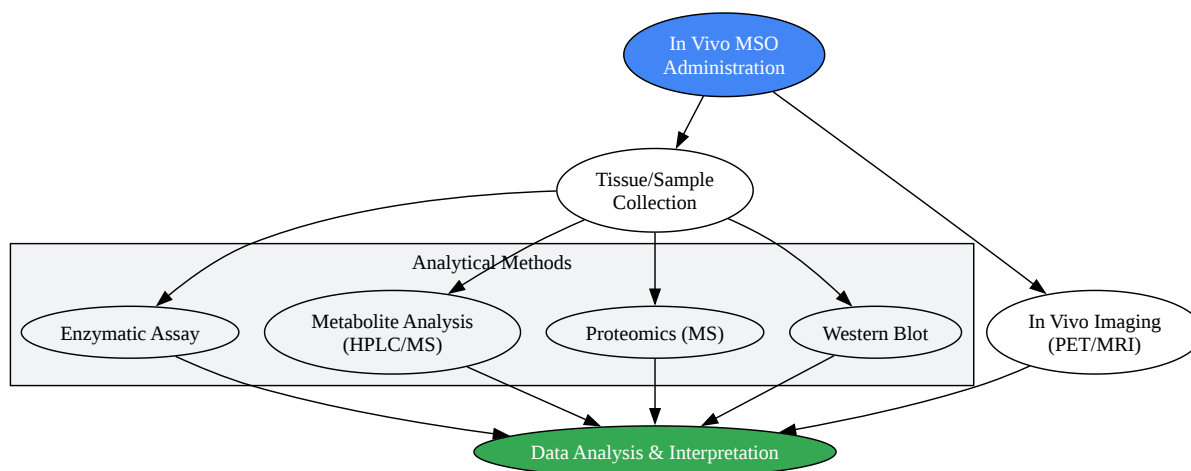 In Vivo MSO
Administration
Tissue/Sample
Collection
Analytical Methods
Enzymatic Assay
Metabolite Analysis
(HPLC/MS)
Proteomics (MS)
Western Blot
In Vivo Imaging
(PET/MRI)
Data Analysis & Interpretation